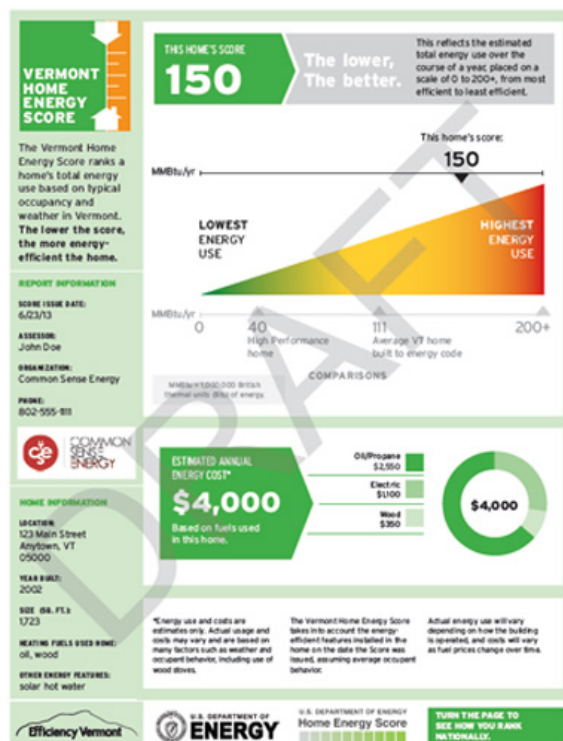 VERMONT
HOME
ENERGY
SCORE
The Vermont Home
Energy Score ranks a
home's total energy
use based on typical
occupancy and
weather in Vermont.
The lower the score,
the more energy-
efficient the home.
REPORT INFORMATION
SCORE ISSUE DATE:
6/23/13
ASSESSOR:
John Doe
ORGANIZATION:
Common Sense Energy
PHONE:
802-555-1111
COMMON
SENSE
ENERGY
HOME INFORMATION
LOCATION:
123 Main Street
Anytown, VT
05000
YEAR BUILT:
2002
SIZE (SQ. FT.):
1,723
HEATING FUELS USED HOME:
oil, wood
OTHER ENERGY FEATURES:
solar hot water
Efficiency Vermont
THIS HOME'S SCORE
150
The lower,
The better.
This reflects the estimated
total energy use over the
course of a year, placed on a
scale of 0 to 200+, from most
efficient to least efficient.
This home's score:
150
MMBtu/yr
LOWEST
ENERGY
USE
HIGHEST
ENERGY
USE
MMBtu/yr
0 40 111 200+
High Performance
home
Average VT home
built to energy code
COMPARISONS
MMBtu = 1,000,000 British
thermal units (Btu) of energy.
DRAFT
ESTIMATED ANNUAL
ENERGY COST*
$4,000
Based on fuels used
in this home.
Oil/Propane
$2,550
Electric
$1,100
Wood
$350
$4,000
*Energy use and costs are
estimates only. Actual usage and
costs may vary and are based on
many factors such as weather and
occupant behavior, including use of
wood stoves.
The Vermont Home Energy Score
takes into account the energy-
efficient features installed in the
home on the date the Score was
issued, assuming average occupant
behavior.
Actual energy use will vary
depending on how the building
is operated, and costs will vary
as fuel prices change over time.
U.S. DEPARTMENT OF
ENERGY
U.S. DEPARTMENT OF ENERGY
Home Energy Score
TURN THE PAGE TO
SEE HOW YOU RANK
NATIONALLY.